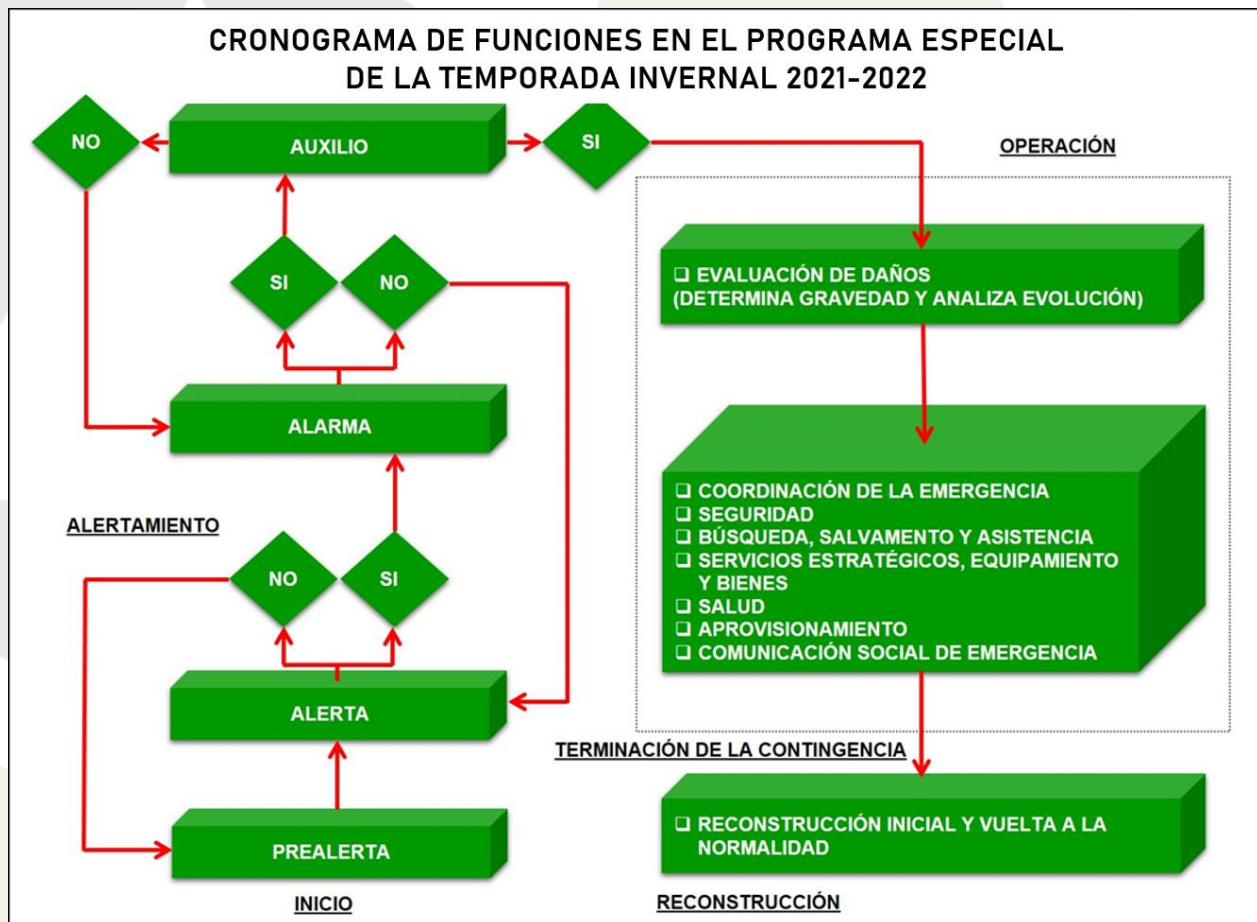 CRONOGRAMA DE FUNCIONES EN EL PROGRAMA ESPECIAL
DE LA TEMPORADA INVERNAL 2021-2022
NO
AUXILIO
SI
OPERACIÓN
SI
NO
❑ EVALUACIÓN DE DAÑOS
(DETERMINA GRAVEDAD Y ANALIZA EVOLUCIÓN)
ALARMA
ALERTAMIENTO
NO
SI
❑ COORDINACIÓN DE LA EMERGENCIA
❑ SEGURIDAD
❑ BÚSQUEDA, SALVAMENTO Y ASISTENCIA
❑ SERVICIOS ESTRATÉGICOS, EQUIPAMIENTO
Y BIENES
❑ SALUD
❑ APROVISIONAMIENTO
❑ COMUNICACIÓN SOCIAL DE EMERGENCIA
ALERTA
TERMINACIÓN DE LA CONTINGENCIA
PREALERTA
❑ RECONSTRUCCIÓN INICIAL Y VUELTA A LA
NORMALIDAD
INICIO
RECONSTRUCCIÓN